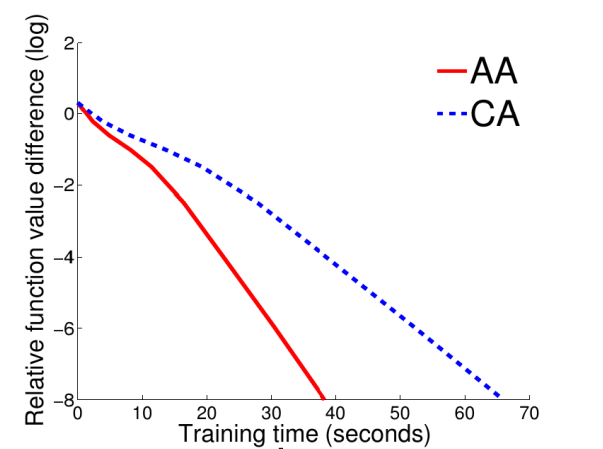 Relative function value difference (log)
2
0
−2
−4
−6
−8
AA
CA
0 10 20 30 40 50 60 70
Training time (seconds)